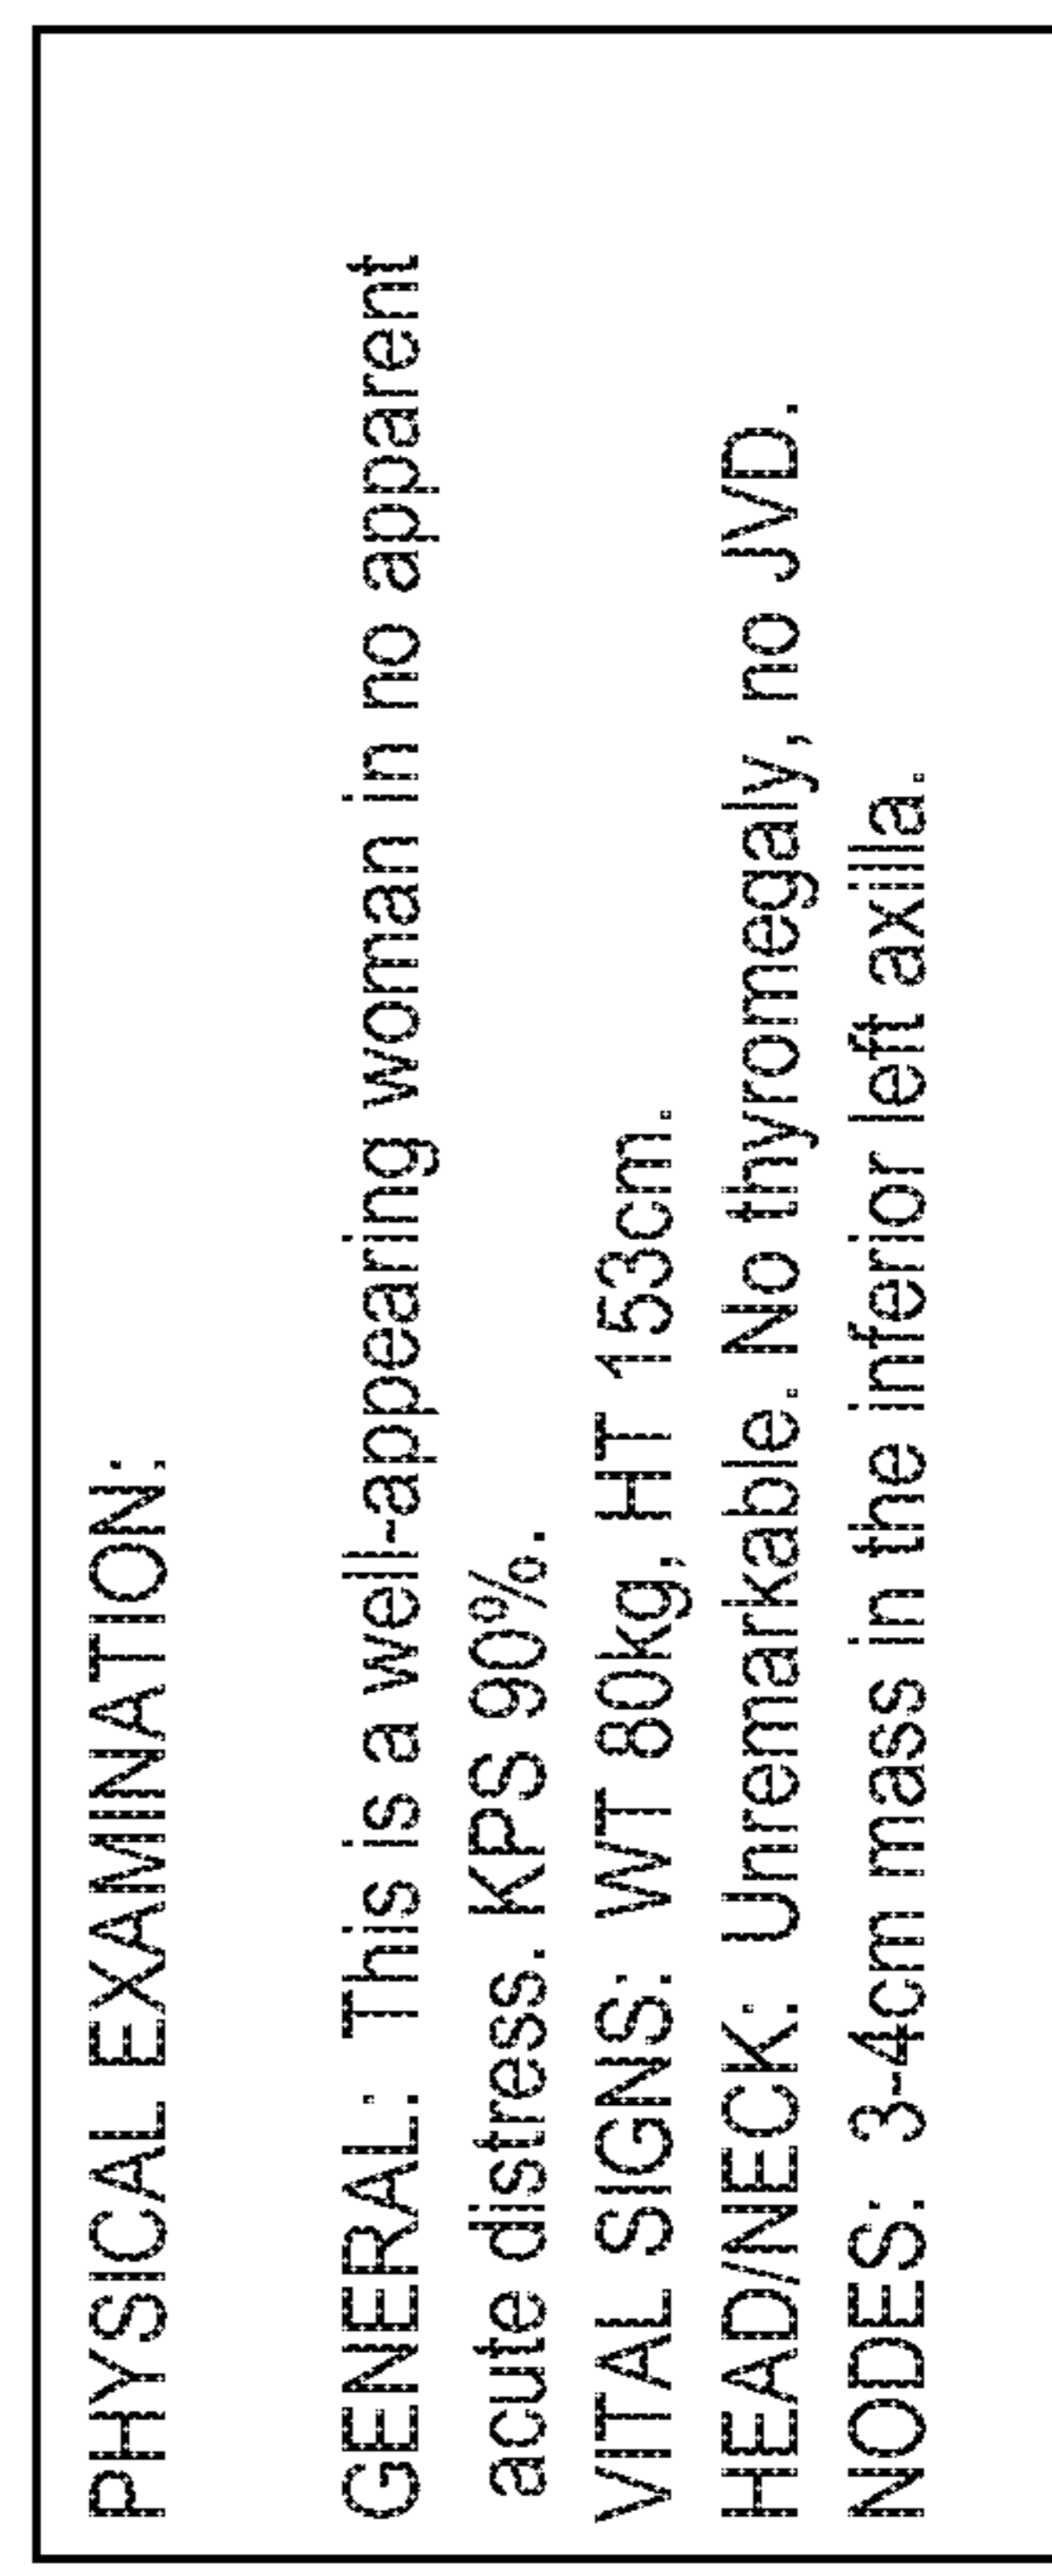 PHYSICAL EXAMINATION:
GENERAL: This is a well-appearing woman in no apparent
acute distress. KPS 90%.
VITAL SIGNS: WT 80kg, HT 153cm.
HEAD/NECK: Unremarkable. No thyromegaly, no JVD.
NODES: 3-4cm mass in the inferior left axilla.